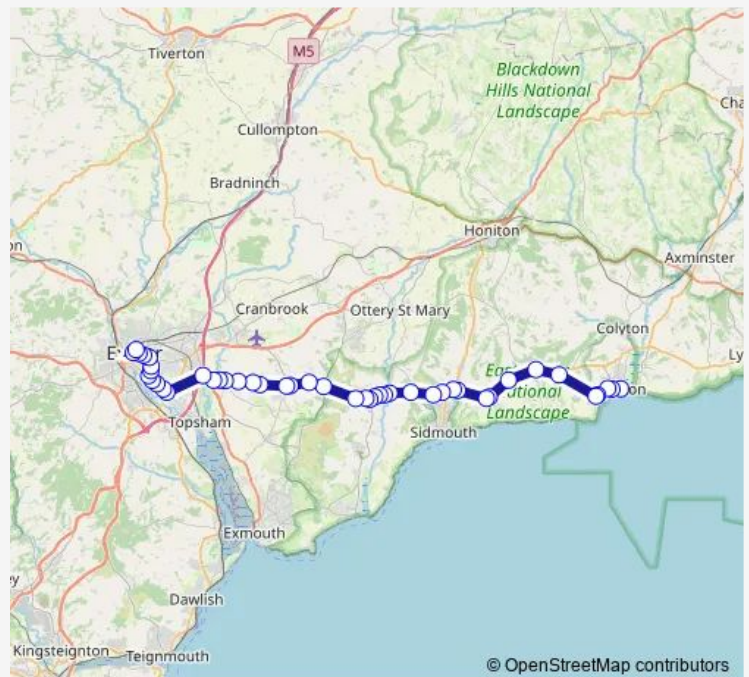 Tiverton
M5
Blackdown
Hills National
Landscape
Cullompton
Bradninch
Honiton
Axminster
Cranbrook
Ottery St Mary
Colyton
Topsham
Landscape
Sidmouth
Exmouth
Dawlish
Kingsteignton
Teignmouth
© OpenStreetMap contributors